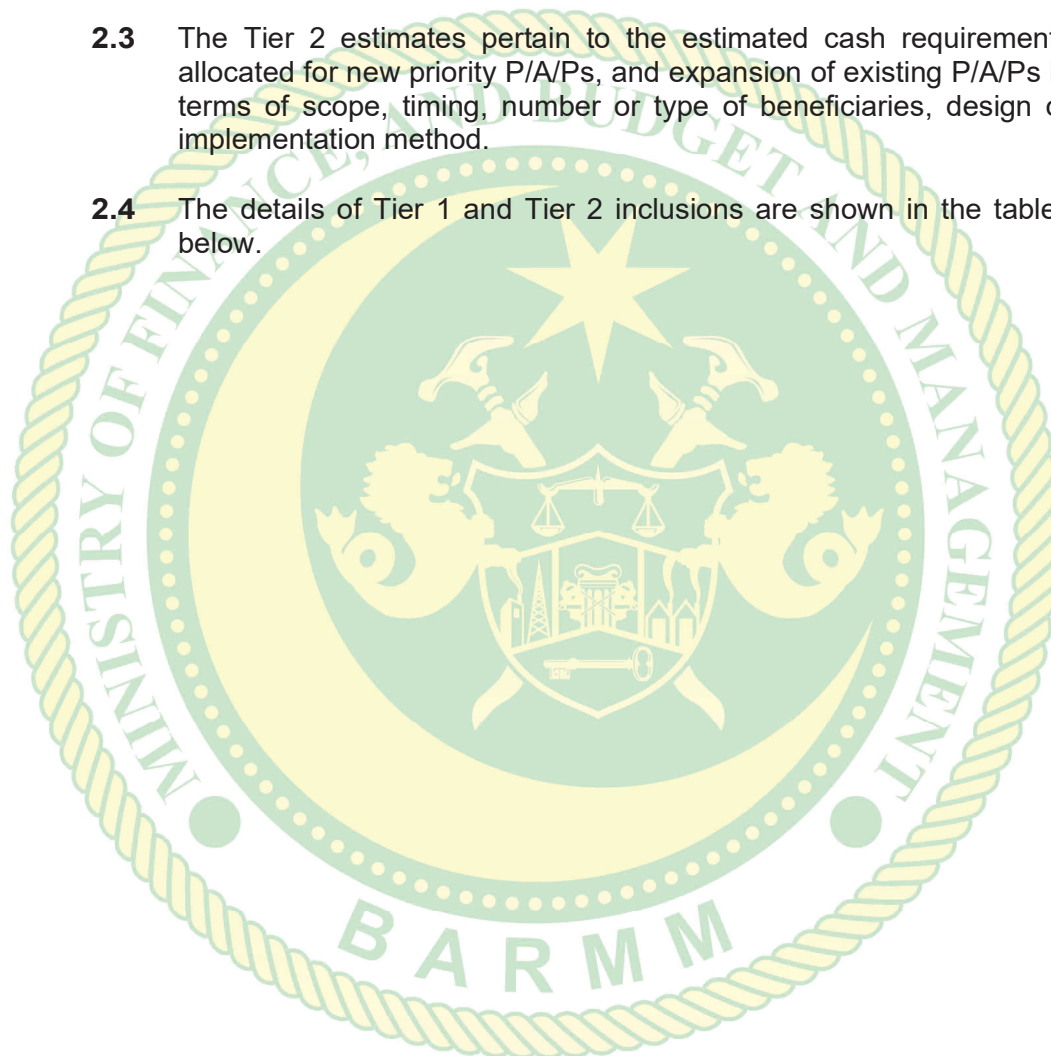 2.3 The Tier 2 estimates pertain to the estimated cash requirement
allocated for new priority P/A/Ps, and expansion of existing P/A/Ps
terms of scope, timing, number or type of beneficiaries, design
implementation method.
2.4 The details of Tier 1 and Tier 2 inclusions are shown in the table
below.
MINISTRY OF FINANCE, AND BUDGET AND MANAGEMENT
BARMM